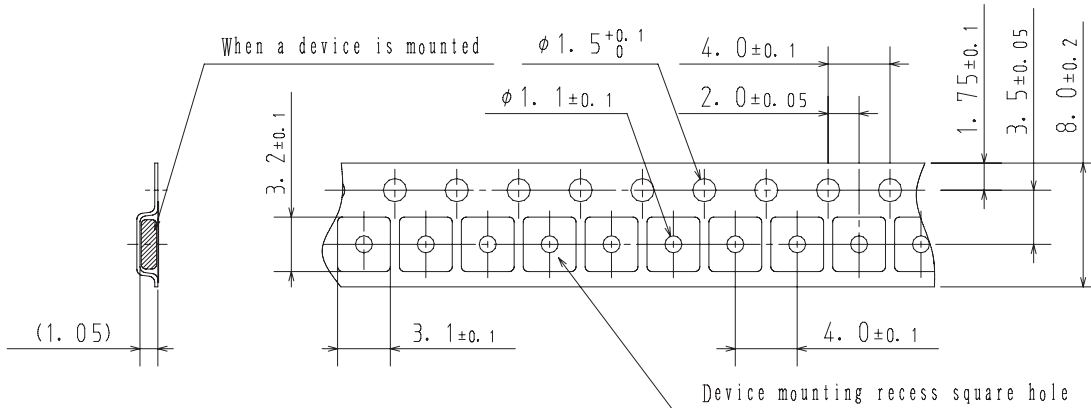 When a device is mounted
φ1.5 +0.1 0
4.0±0.1
φ1.1±0.1
2.0±0.05
1.75±0.1
3.5±0.05
8.0±0.2
3.2±0.1
(1.05)
3.1±0.1
4.0±0.1
Device mounting recess square hole